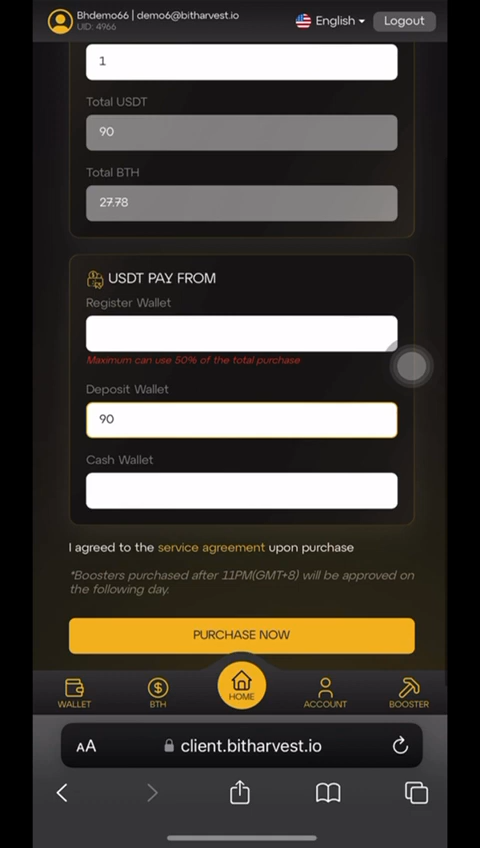 Bhdemo66 | demo6@bitharvest.io
UID: 4966
English
Logout
1
Total USDT
90
Total BTH
27.78
USDT PAY FROM
Register Wallet
Maximum can use 50% of the total purchase
Deposit Wallet
90
Cash Wallet
I agreed to the service agreement upon purchase
*Boosters purchased after 11PM(GMT+8) will be approved on
the following day.
PURCHASE NOW
WALLET
BTH
HOME
ACCOUNT
BOOSTER
AA
client.bitharvest.io